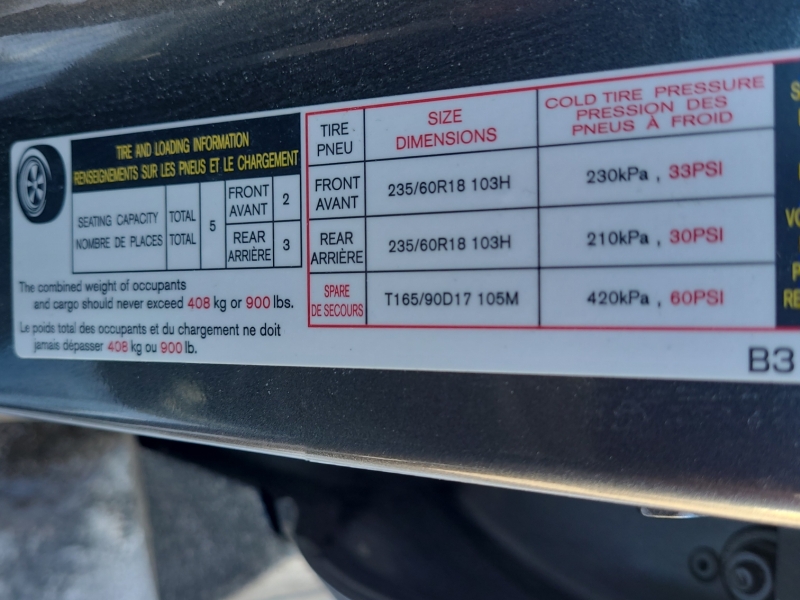 TIRE AND LOADING INFORMATION
RENSEIGNEMENTS SUR LES PNEUS ET LE CHARGEMENT
SEATING CAPACITY
NOMBRE DE PLACES
TOTAL
TOTAL
5
FRONT
AVANT
2
REAR
ARRIÈRE
3
The combined weight of occupants
and cargo should never exceed 408 kg or 900 lbs.
Le poids total des occupants et du chargement ne doit
jamais dépasser 408 kg ou 900 lb.
TIRE
PNEU
SIZE
DIMENSIONS
COLD TIRE PRESSURE
PRESSION DES
PNEUS À FROID
FRONT
AVANT
235/60R18 103H
230kPa , 33PSI
REAR
ARRIÈRE
235/60R18 103H
210kPa , 30PSI
SPARE
DE SECOURS
T165/90D17 105M
420kPa , 60PSI
B3